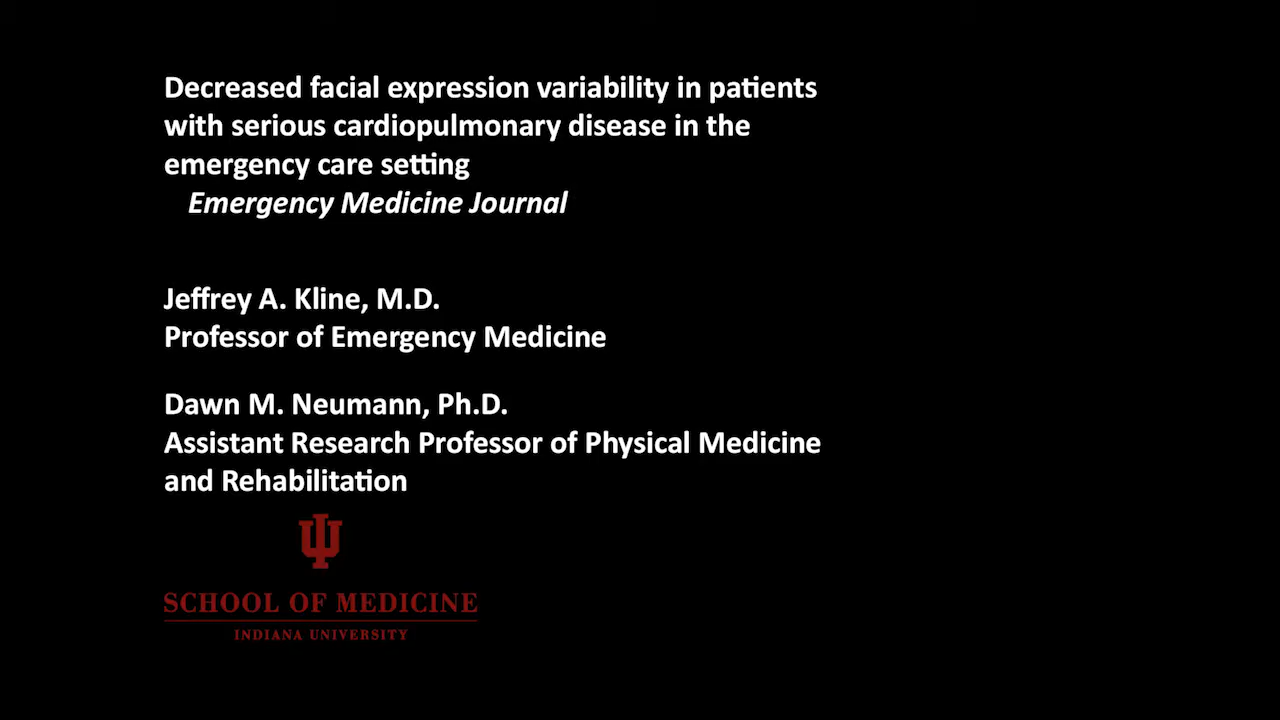 Decreased facial expression variability in patients
with serious cardiopulmonary disease in the
emergency care setting
Emergency Medicine Journal
Jeffrey A. Kline, M.D.
Professor of Emergency Medicine
Dawn M. Neumann, Ph.D.
Assistant Research Professor of Physical Medicine
and Rehabilitation
SCHOOL OF MEDICINE
INDIANA UNIVERSITY